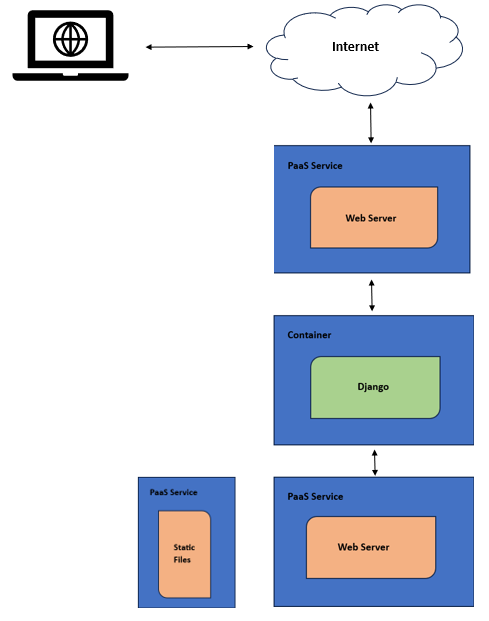 Internet
PaaS Service
Web Server
Container
Django
PaaS Service
Static
Files
PaaS Service
Web Server